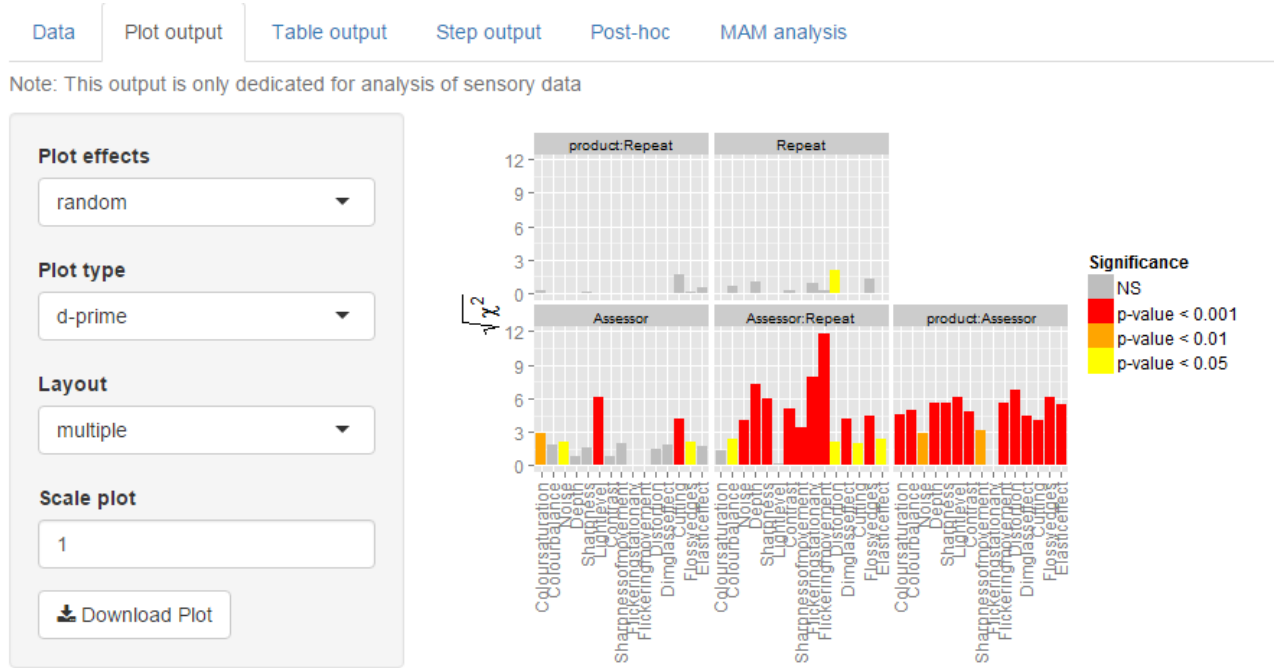 Data
Plot output
Table output
Step output
Post-hoc
MAM analysis
Note: This output is only dedicated for analysis of sensory data
Plot effects
random
Plot type
d-prime
Layout
multiple
Scale plot
1
Download Plot
product:Repeat
Repeat
12
9
6
3
0
√χ²
Assessor
Assessor:Repeat
product:Assessor
12
9
6
3
0
Coloursaturation
Colourbalance
Noise
Depth
Sharpness
Lightlevel
Contrast
Sharpnessofmovement
Flickeringstationary
Flickeringmovement
Distortion
Dimglasseffect
Cutting
Flossyedges
Elasticeffect
Coloursaturation
Colourbalance
Noise
Depth
Sharpness
Lightlevel
Contrast
Sharpnessofmovement
Flickeringstationary
Flickeringmovement
Distortion
Dimglasseffect
Cutting
Flossyedges
Elasticeffect
Coloursaturation
Colourbalance
Noise
Depth
Sharpness
Lightlevel
Contrast
Sharpnessofmovement
Flickeringstationary
Flickeringmovement
Distortion
Dimglasseffect
Cutting
Flossyedges
Elasticeffect
Significance
NS
p-value < 0.001
p-value < 0.01
p-value < 0.05